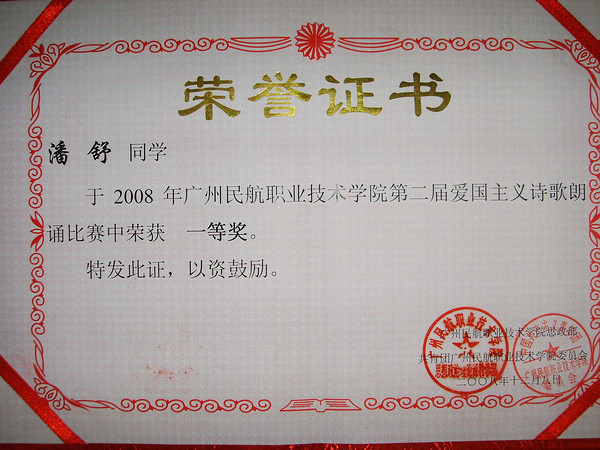 荣誉证书
潘 舒 同学
于 2008 年广州民航职业技术学院第二届爱国主义诗歌朗
诵比赛中荣获 一等奖。
特发此证，以资鼓励。
广州民航职业技术学院思政部
共青团广州民航职业技术学院委员会
二〇〇八年十二月八日